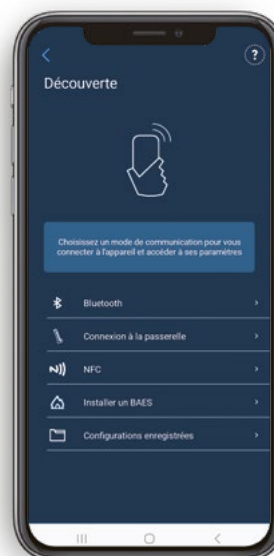 ?
Découverte
Choisissez un mode de communication pour vous
connecter à l'appareil et accéder à ses paramètres
Bluetooth
Connexion à la passerelle
NFC
Installer un BAES
Configurations enregistrées